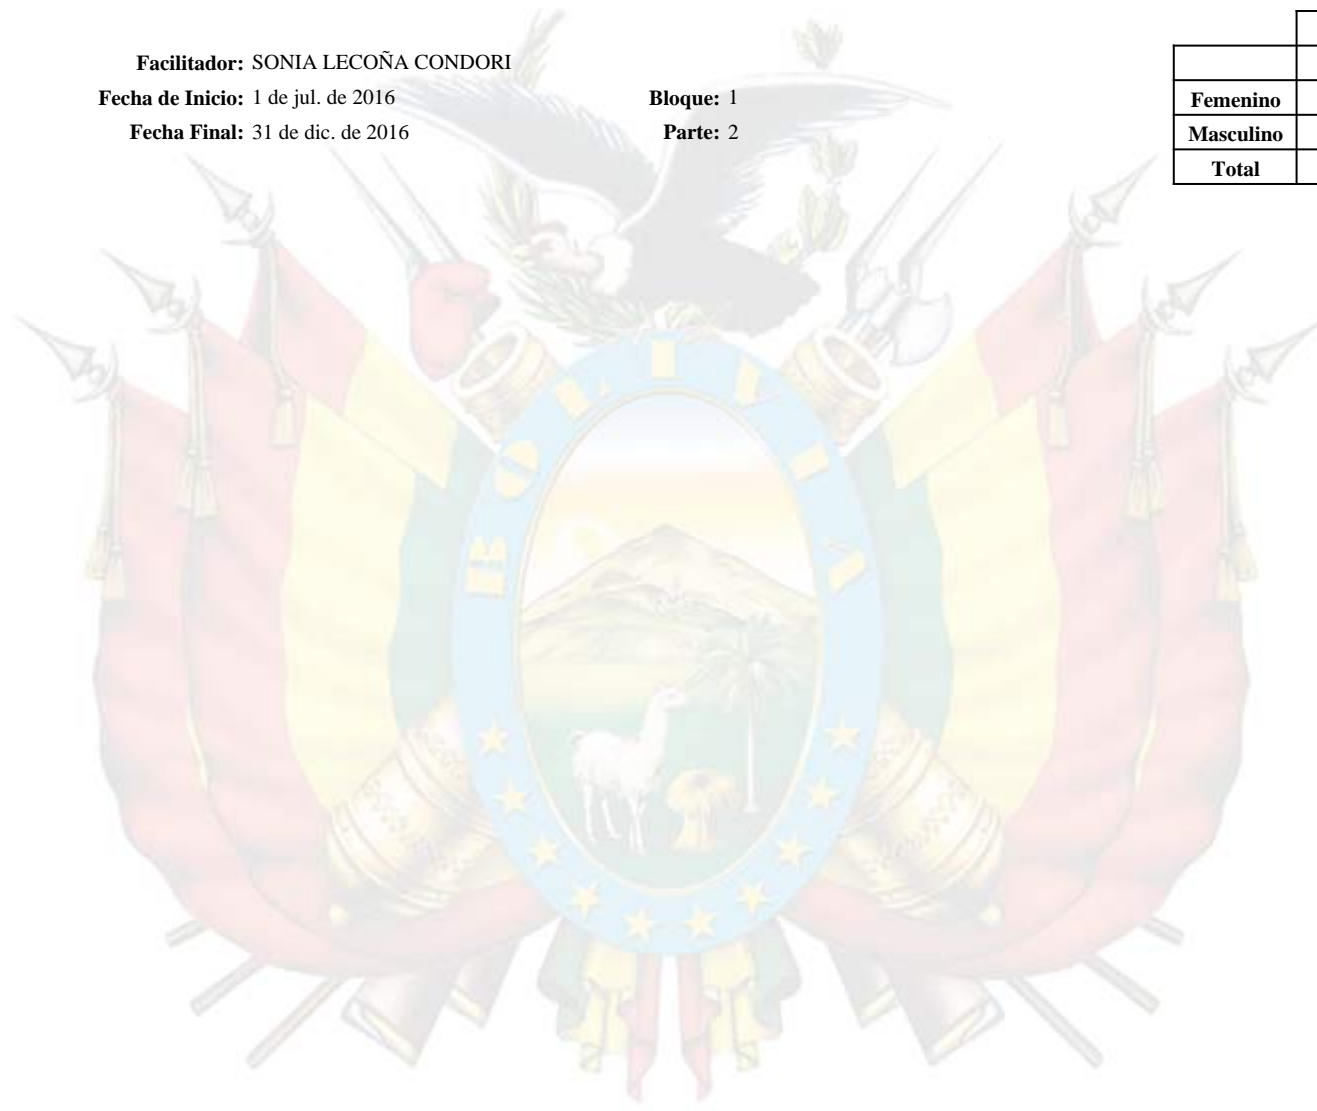 Facilitador: SONIA LECOÑA CONDORI
Fecha de Inicio: 1 de jul. de 2016 Bloque: 1
Fecha Final: 31 de dic. de 2016 Parte: 2
Femenino
Masculino
Total
BOLIVIA